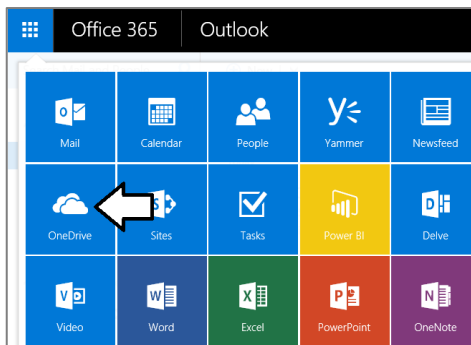 Office 365 Outlook
Mail Calendar People Yammer Newsfeed
OneDrive Sites Tasks Power BI Delve
Video Word Excel PowerPoint OneNote